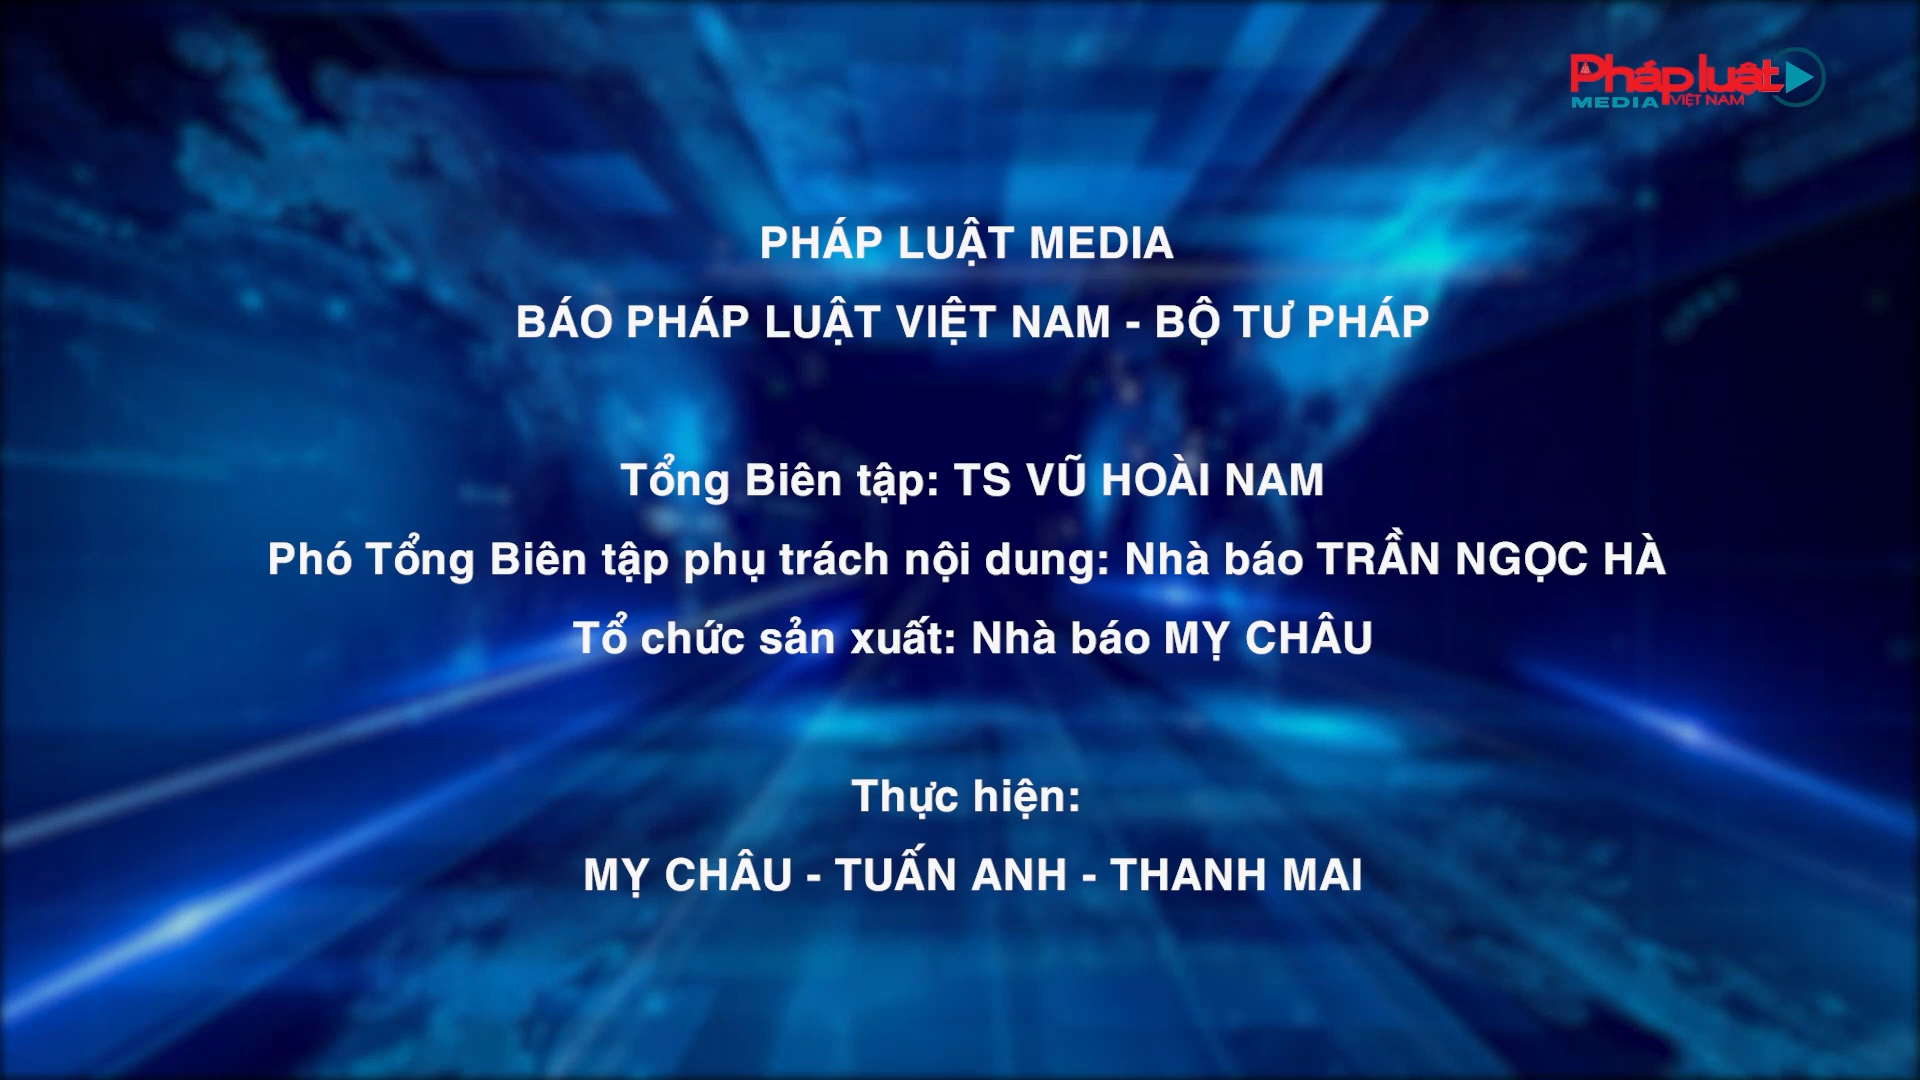 Pháp luật
MEDIA VIỆT NAM
PHÁP LUẬT MEDIA
BÁO PHÁP LUẬT VIỆT NAM - BỘ TƯ PHÁP
Tổng Biên tập: TS VŨ HOÀI NAM
Phó Tổng Biên tập phụ trách nội dung: Nhà báo TRẦN NGỌC HÀ
Tổ chức sản xuất: Nhà báo MỴ CHÂU
Thực hiện:
MỴ CHÂU - TUẤN ANH - THANH MAI